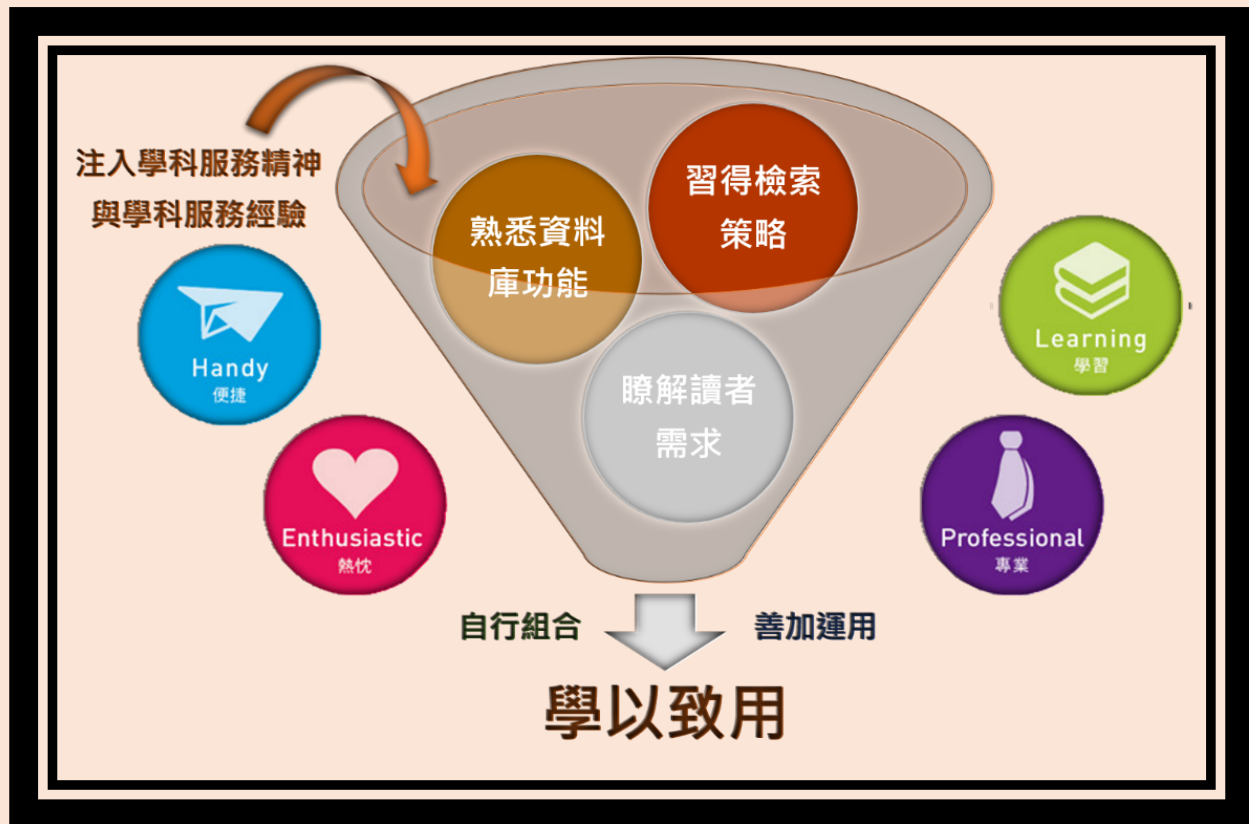 注入學科服務精神
與學科服務經驗
熟悉資料
庫功能
習得檢索
策略
瞭解讀者
需求
Handy
便捷
Enthusiastic
熱忱
Learning
學習
Professional
專業
自行組合
善加運用
學以致用